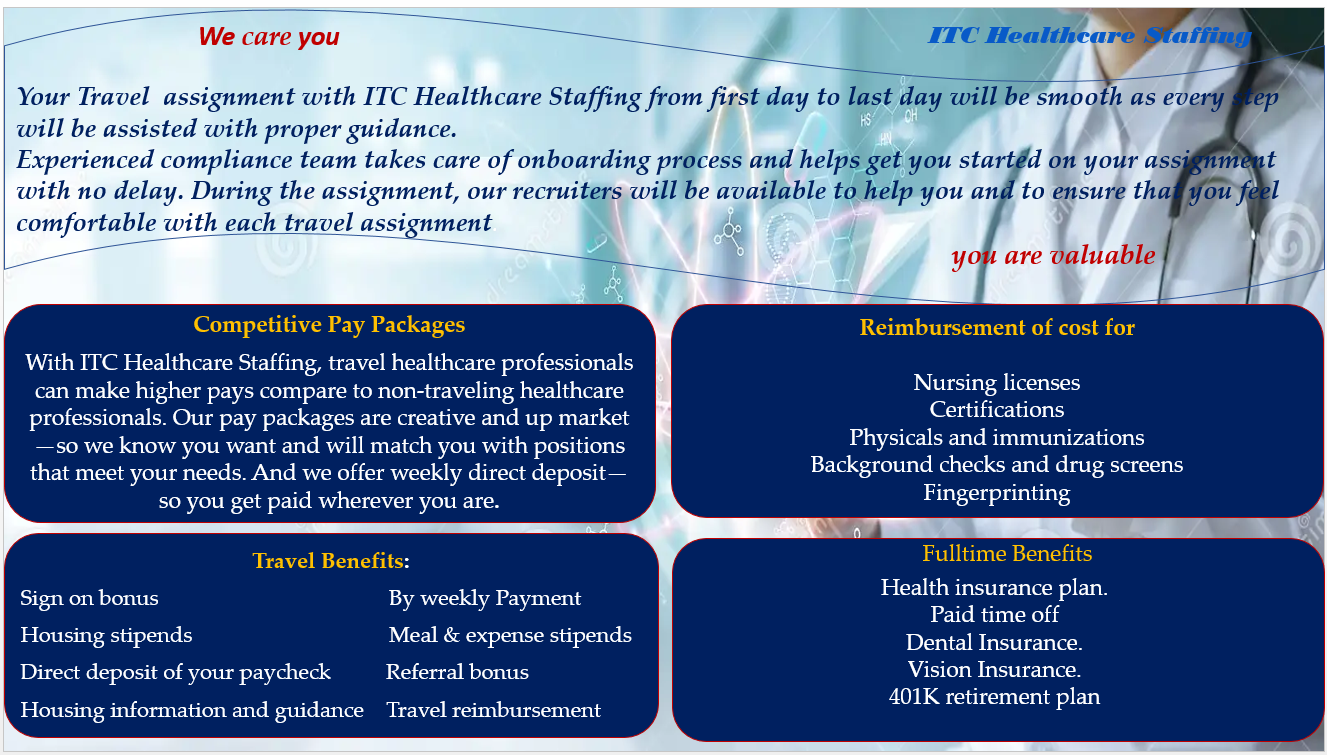 We care you
ITC Healthcare Staffing
Your Travel assignment with ITC Healthcare Staffing from first day to last day will be smooth as every step
will be assisted with proper guidance.
Experienced compliance team takes care of onboarding process and helps get you started on your assignment
with no delay. During the assignment, our recruiters will be available to help you and to ensure that you feel
comfortable with each travel assignment
you are valuable
Competitive Pay Packages
With ITC Healthcare Staffing, travel healthcare professionals
can make higher pays compare to non-traveling healthcare
professionals. Our pay packages are creative and up market
—so we know you want and will match you with positions
that meet your needs. And we offer weekly direct deposit—
so you get paid wherever you are.
Reimbursement of cost for
Nursing licenses
Certifications
Physicals and immunizations
Background checks and drug screens
Fingerprinting
Travel Benefits:
Sign on bonus By weekly Payment
Housing stipends Meal & expense stipends
Direct deposit of your paycheck Referral bonus
Housing information and guidance Travel reimbursement
Fulltime Benefits
Health insurance plan.
Paid time off
Dental Insurance.
Vision Insurance.
401K retirement plan
HS
OH
HN